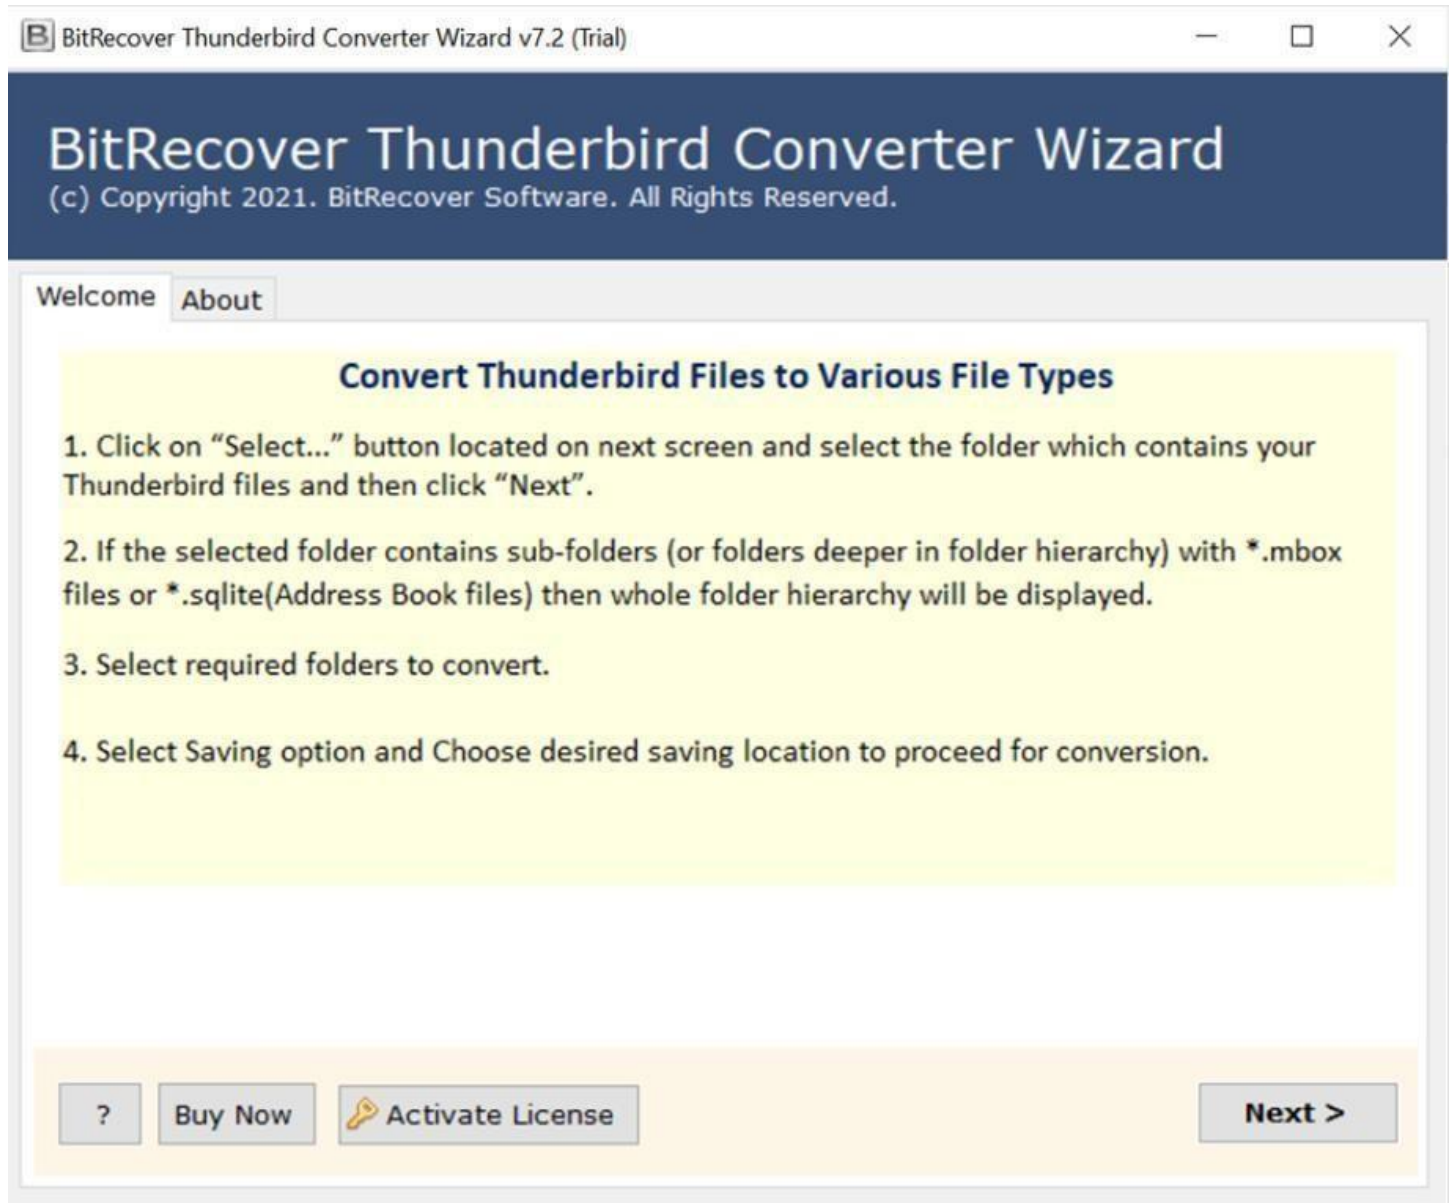 BitRecover Thunderbird Converter Wizard v7.2 (Trial)
BitRecover Thunderbird Converter Wizard
(c) Copyright 2021. BitRecover Software. All Rights Reserved.
Welcome About
Convert Thunderbird Files to Various File Types
1. Click on “Select...” button located on next screen and select the folder which contains your
Thunderbird files and then click “Next”.
2. If the selected folder contains sub-folders (or folders deeper in folder hierarchy) with *.mbox
files or *.sqlite(Address Book files) then whole folder hierarchy will be displayed.
3. Select required folders to convert.
4. Select Saving option and Choose desired saving location to proceed for conversion.
? Buy Now Activate License Next >